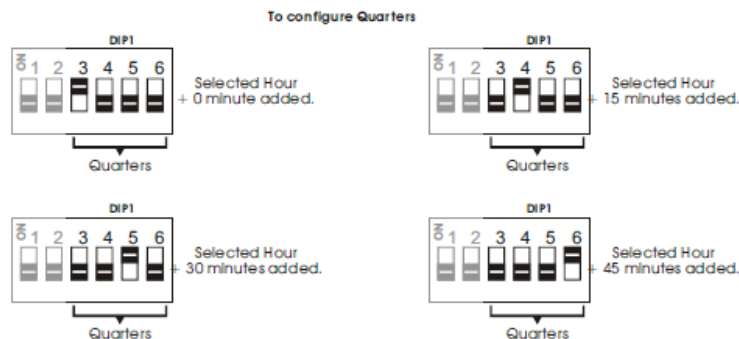 To configure Quarters
DIP1
ON 1 2 3 4 5 6
Selected Hour
+ 0 minute added.
Quarters
DIP1
ON 1 2 3 4 5 6
Selected Hour
+ 15 minutes added.
Quarters
DIP1
ON 1 2 3 4 5 6
Selected Hour
+ 30 minutes added.
Quarters
DIP1
ON 1 2 3 4 5 6
Selected Hour
+ 45 minutes added.
Quarters